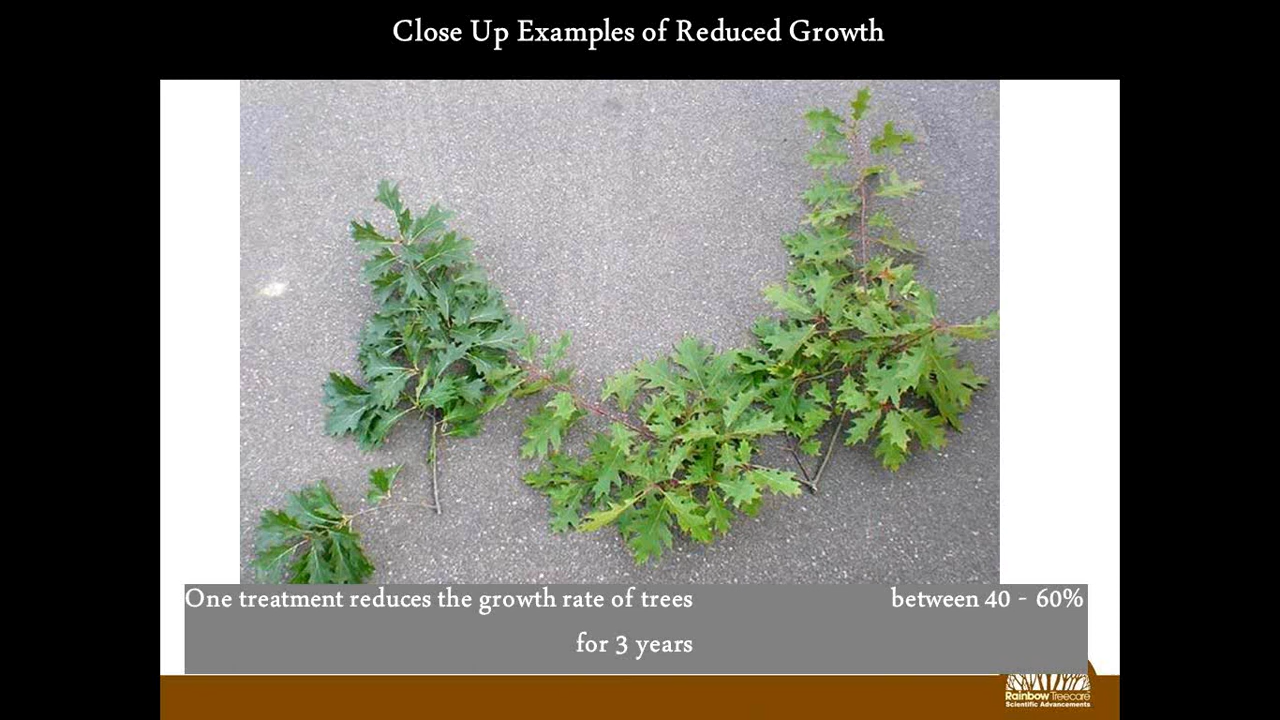 Close Up Examples of Reduced Growth
One treatment reduces the growth rate of trees between 40 - 60%
for 3 years
Rainbow Treecare
Scientific Advancements